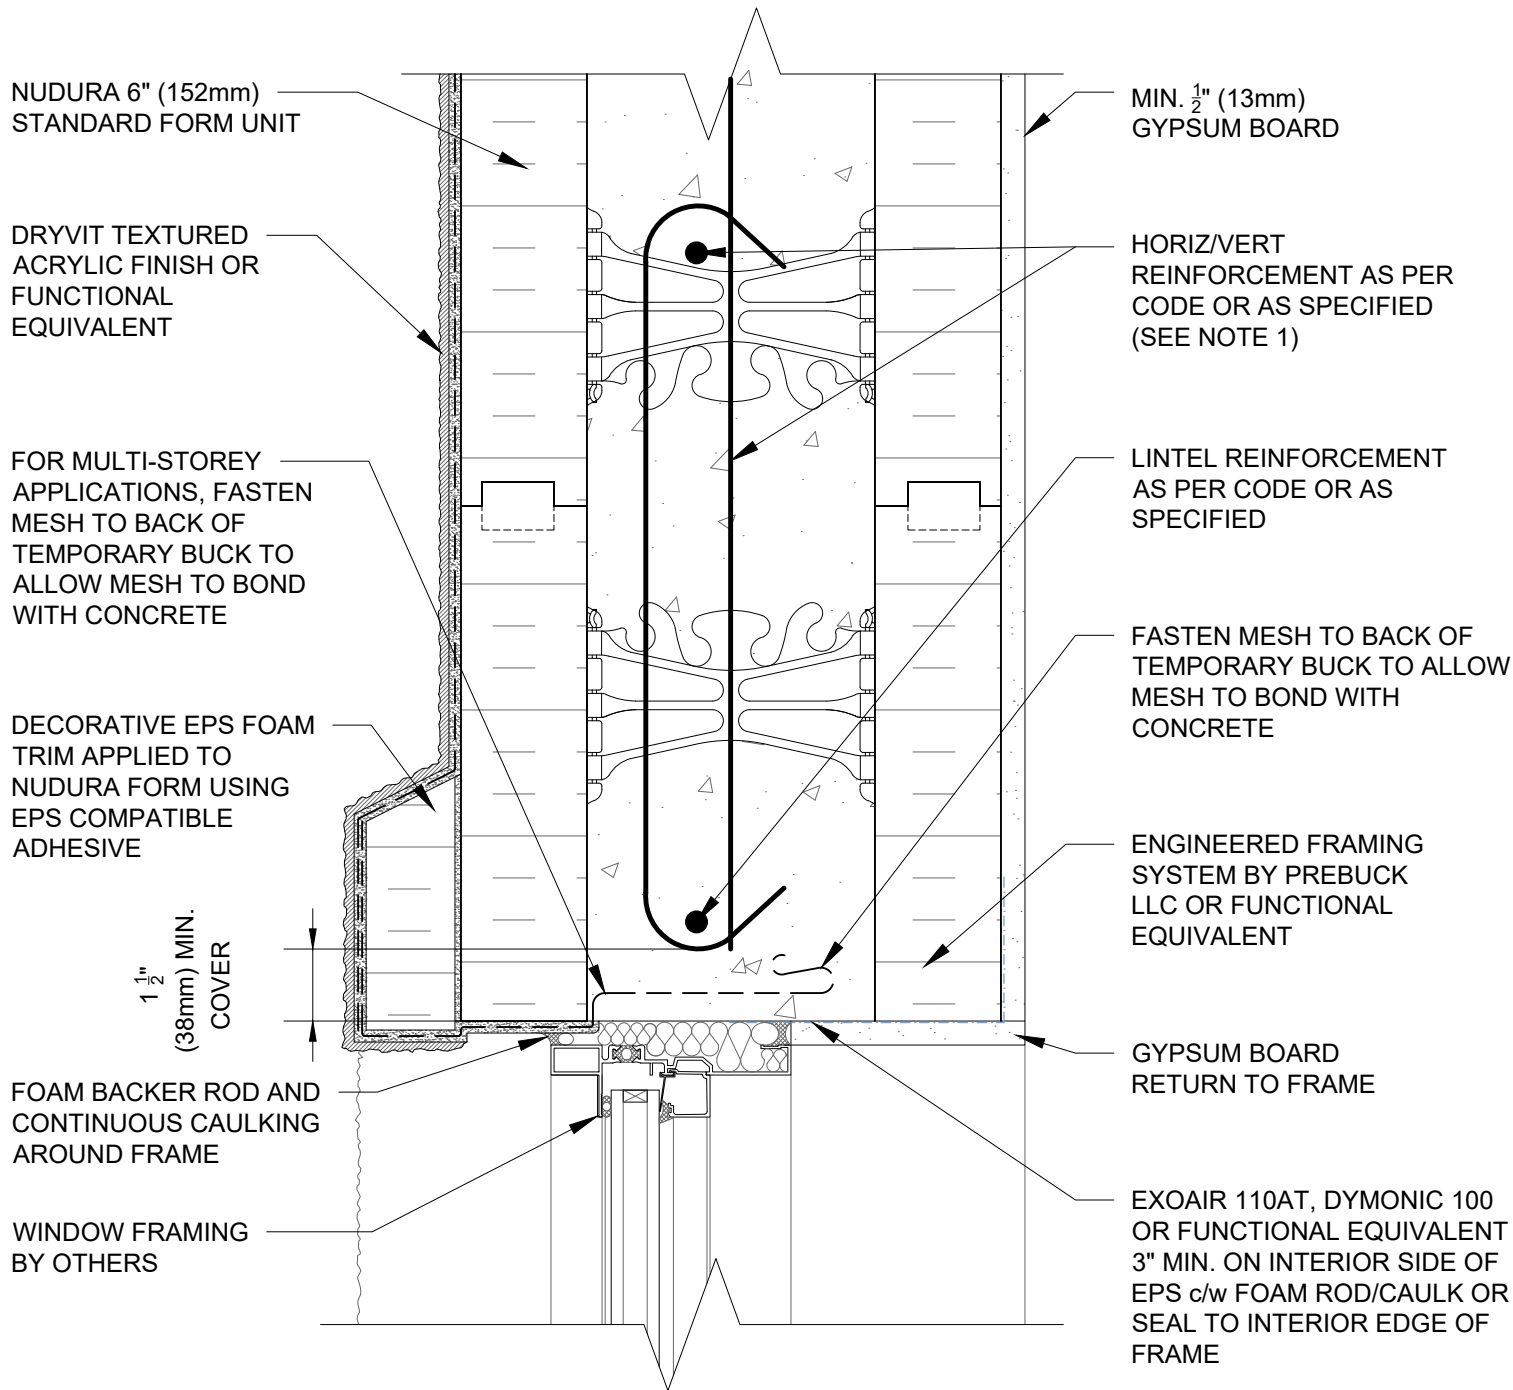 NUDURA 6" (152mm)
STANDARD FORM UNIT
DRYVIT TEXTURED
ACRYLIC FINISH OR
FUNCTIONAL
EQUIVALENT
FOR MULTI-STOREY
APPLICATIONS, FASTEN
MESH TO BACK OF
TEMPORARY BUCK TO
ALLOW MESH TO BOND
WITH CONCRETE
DECORATIVE EPS FOAM
TRIM APPLIED TO
NUDURA FORM USING
EPS COMPATIBLE
ADHESIVE
1 1/2"
(38mm) MIN.
COVER
FOAM BACKER ROD AND
CONTINUOUS CAULKING
AROUND FRAME
WINDOW FRAMING
BY OTHERS
MIN. 1/2" (13mm)
GYPSUM BOARD
HORIZ/VERT
REINFORCEMENT AS PER
CODE OR AS SPECIFIED
(SEE NOTE 1)
LINTEL REINFORCEMENT
AS PER CODE OR AS
SPECIFIED
FASTEN MESH TO BACK OF
TEMPORARY BUCK TO ALLOW
MESH TO BOND WITH
CONCRETE
ENGINEERED FRAMING
SYSTEM BY PREBUCK
LLC OR FUNCTIONAL
EQUIVALENT
GYPSUM BOARD
RETURN TO FRAME
EXOAIR 110AT, DYMONIC 100
OR FUNCTIONAL EQUIVALENT
3" MIN. ON INTERIOR SIDE OF
EPS c/w FOAM ROD/CAULK OR
SEAL TO INTERIOR EDGE OF
FRAME